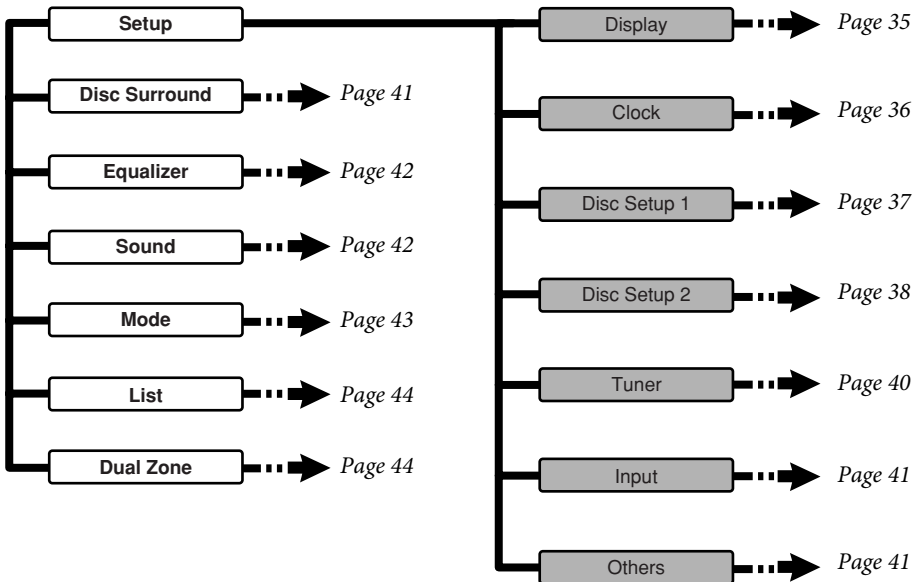 Setup
Disc Surround Page 41
Equalizer Page 42
Sound Page 42
Mode Page 43
List Page 44
Dual Zone Page 44
Display Page 35
Clock Page 36
Disc Setup 1 Page 37
Disc Setup 2 Page 38
Tuner Page 40
Input Page 41
Others Page 41